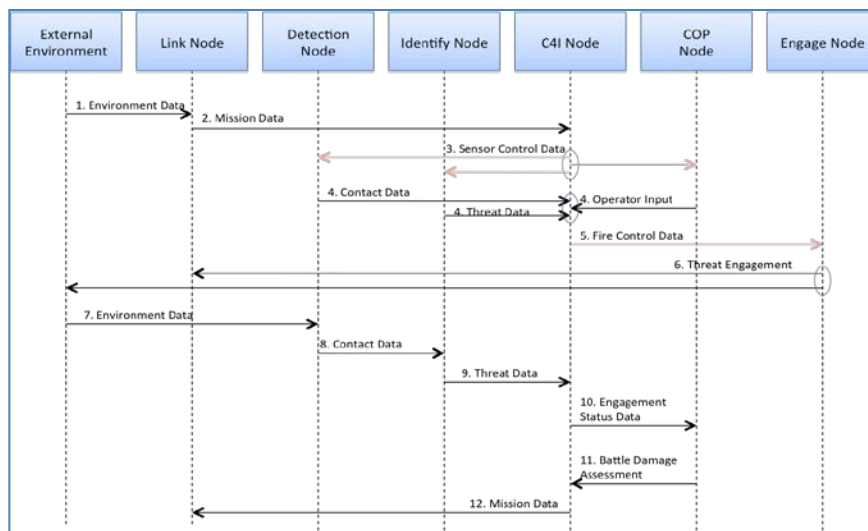 External
Environment
Link Node
Detection
Node
Identify Node
C4I Node
COP
Node
Engage Node
1. Environment Data
2. Mission Data
3. Sensor Control Data
4. Contact Data
4. Operator Input
4. Threat Data
5. Fire Control Data
6. Threat Engagement
7. Environment Data
8. Contact Data
9. Threat Data
10. Engagement
Status Data
11. Battle Damage
Assessment
12. Mission Data